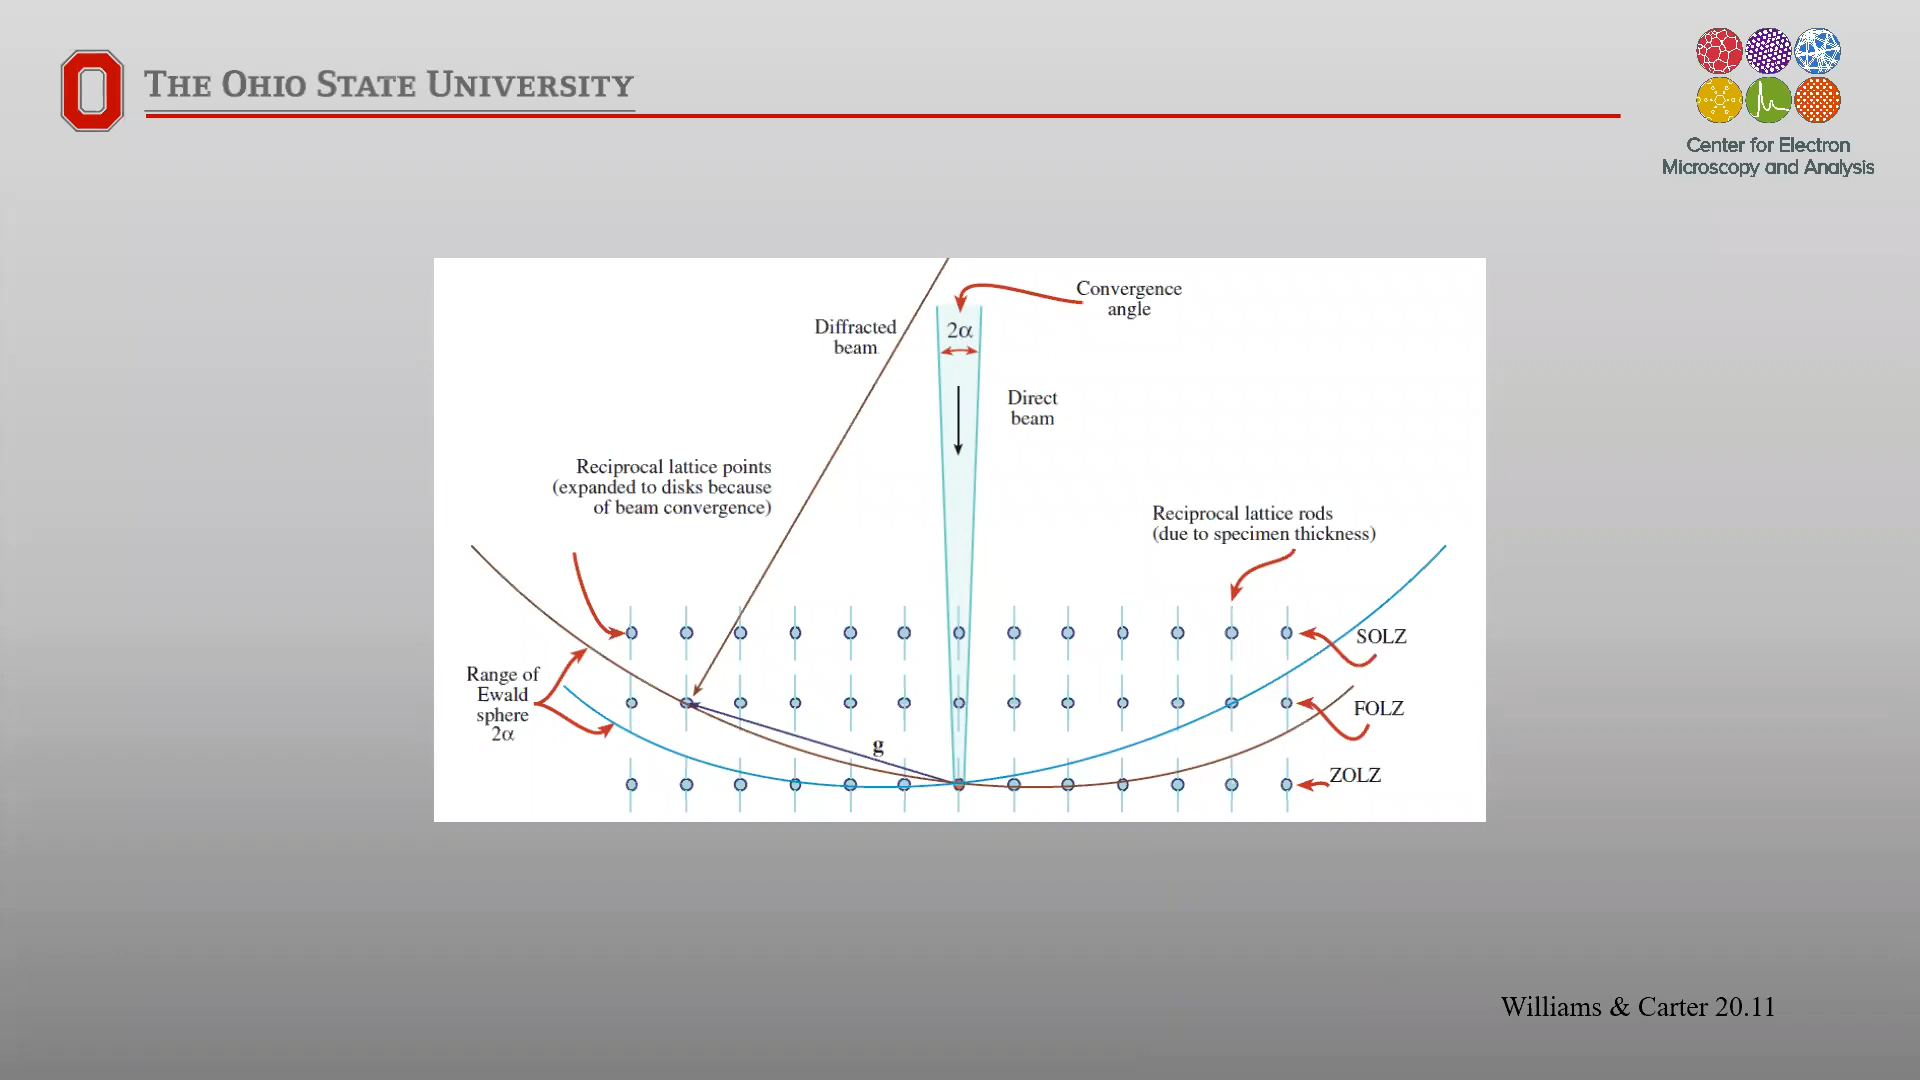 THE OHIO STATE UNIVERSITY
Center for Electron
Microscopy and Analysis
Convergence
angle
2α
Diffracted
beam
Direct
beam
Reciprocal lattice points
(expanded to disks because
of beam convergence)
Reciprocal lattice rods
(due to specimen thickness)
SOLZ
Range of
Ewald
sphere
2α
FOLZ
g
ZOLZ
Williams & Carter 20.11